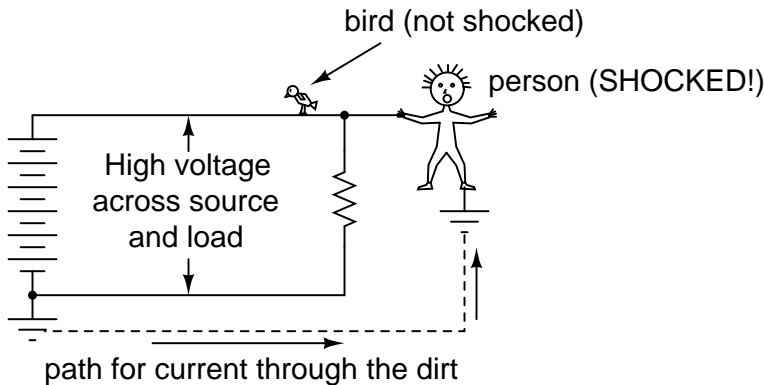 bird (not shocked)
person (SHOCKED!)
High voltage
across source
and load
path for current through the dirt